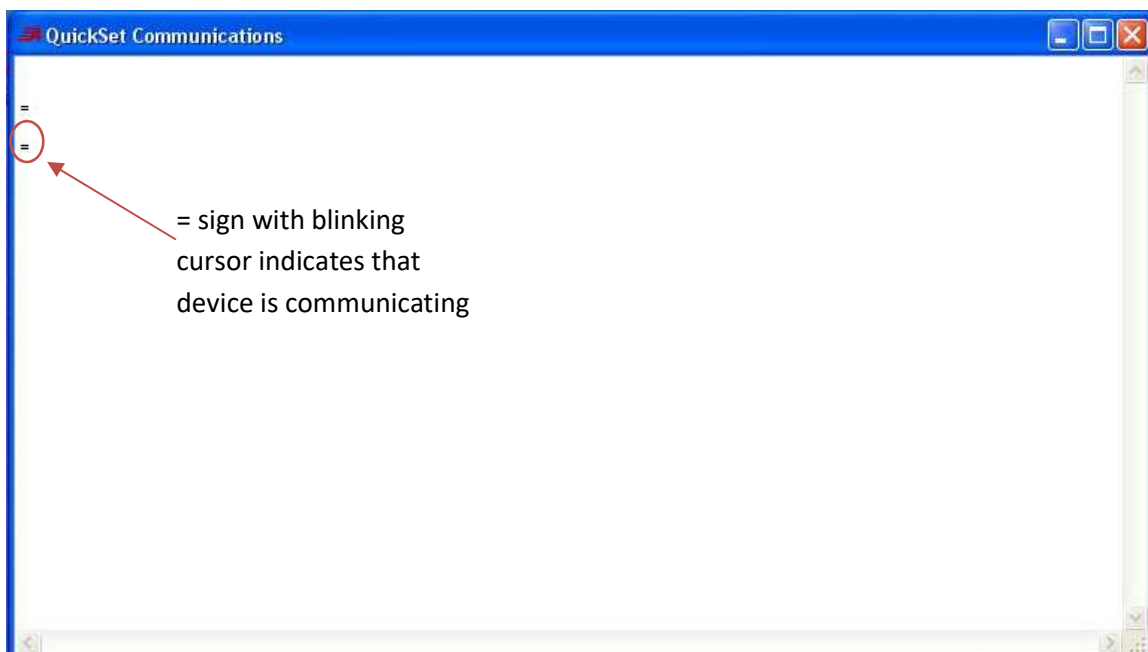 QuickSet Communications
=
=
= sign with blinking
cursor indicates that
device is communicating